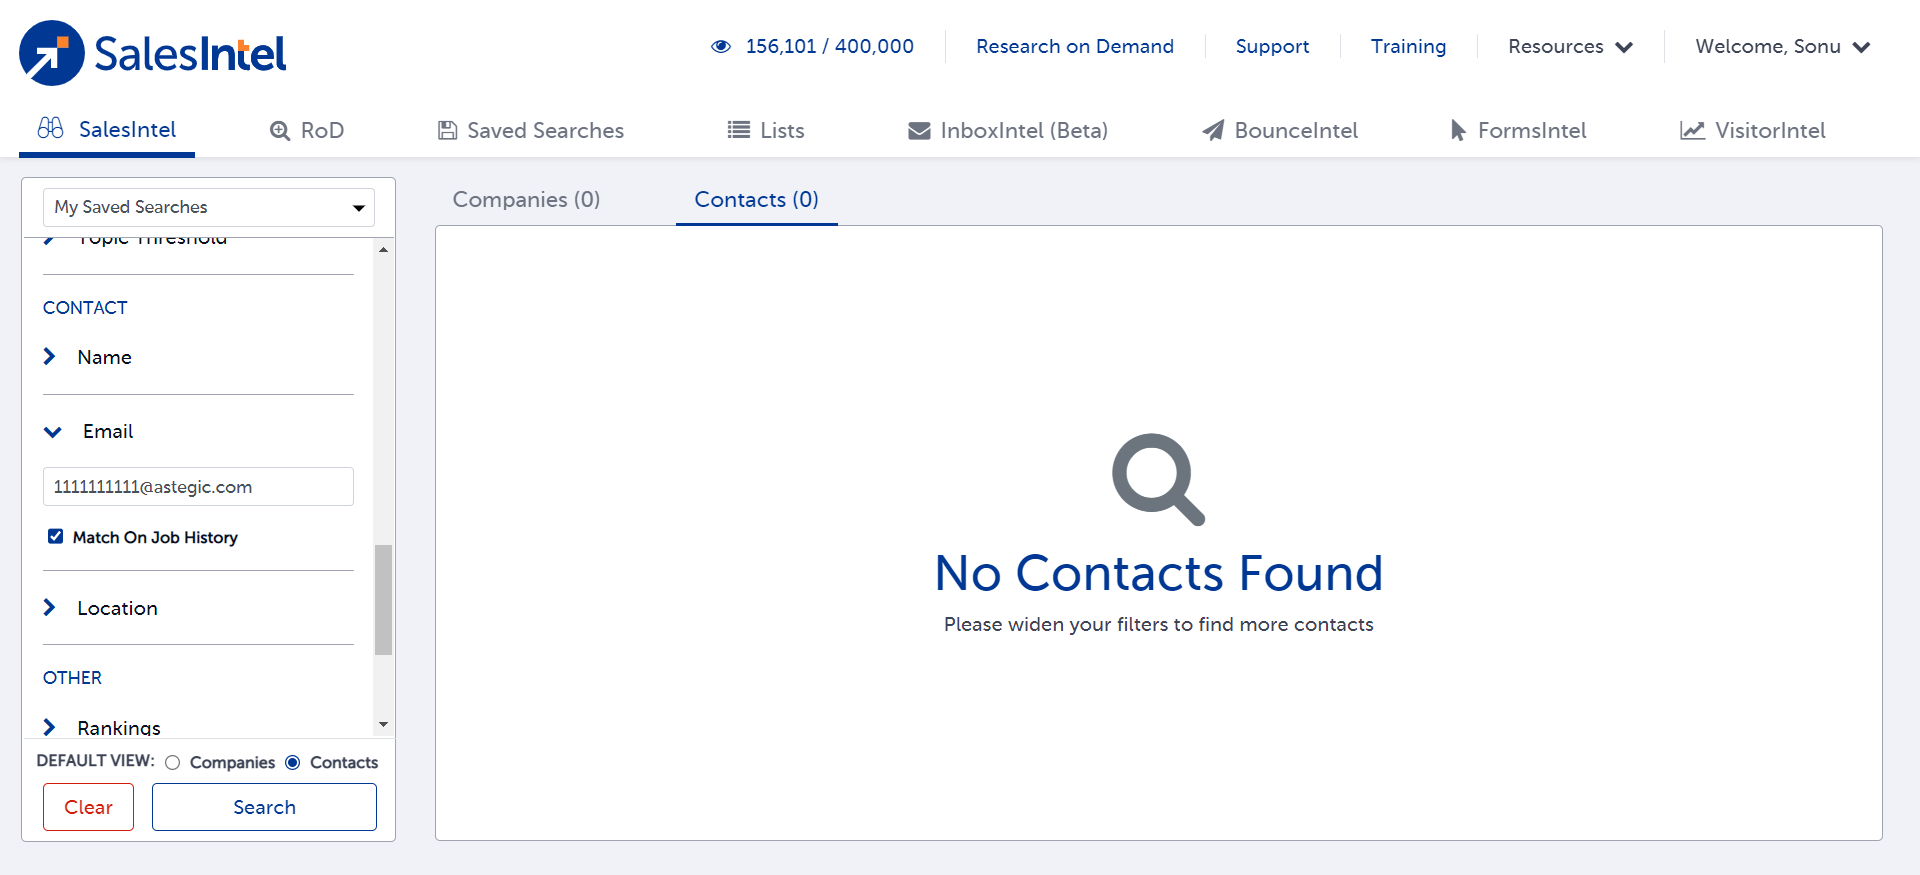 SalesIntel
156,101 / 400,000
Research on Demand
Support
Training
Resources
Welcome, Sonu
SalesIntel
RoD
Saved Searches
Lists
InboxIntel (Beta)
BounceIntel
FormsIntel
VisitorIntel
My Saved Searches
Topic Threshold
CONTACT
Name
Email
1111111111@astegic.com
Match On Job History
Location
OTHER
Rankings
DEFAULT VIEW: Companies Contacts
Clear
Search
Companies (0)
Contacts (0)
No Contacts Found
Please widen your filters to find more contacts